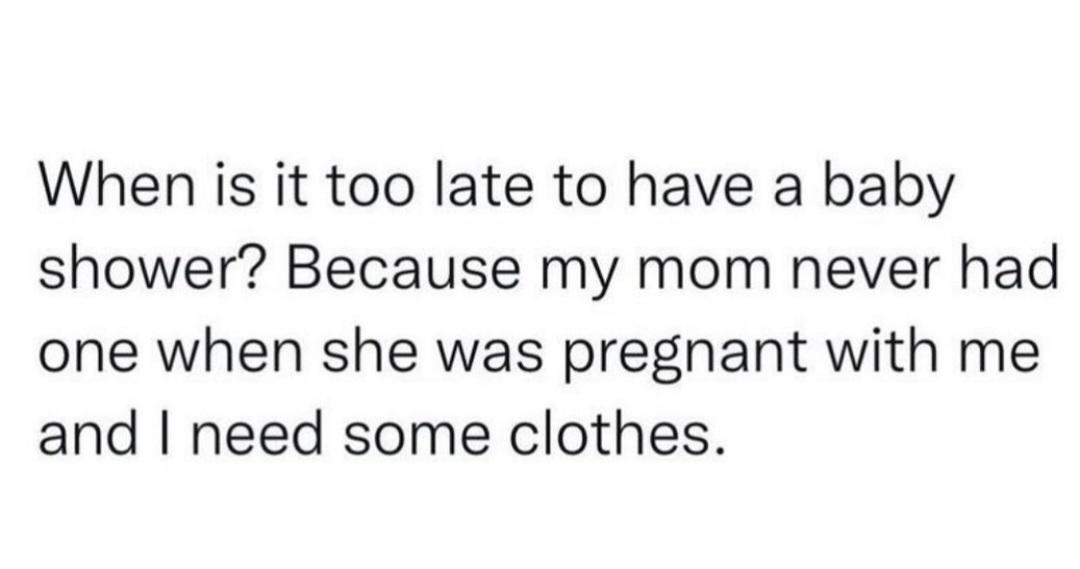 When is it too late to have a baby
shower? Because my mom never had
one when she was pregnant with me
and I need some clothes.